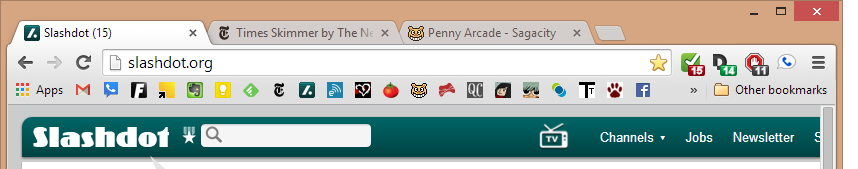 Slashdot (15) Times Skimmer by The Ne Penny Arcade - Sagacity
slashdot.org 15 14 11
Apps QC Other bookmarks
Slashdot TV Channels Jobs Newsletter S